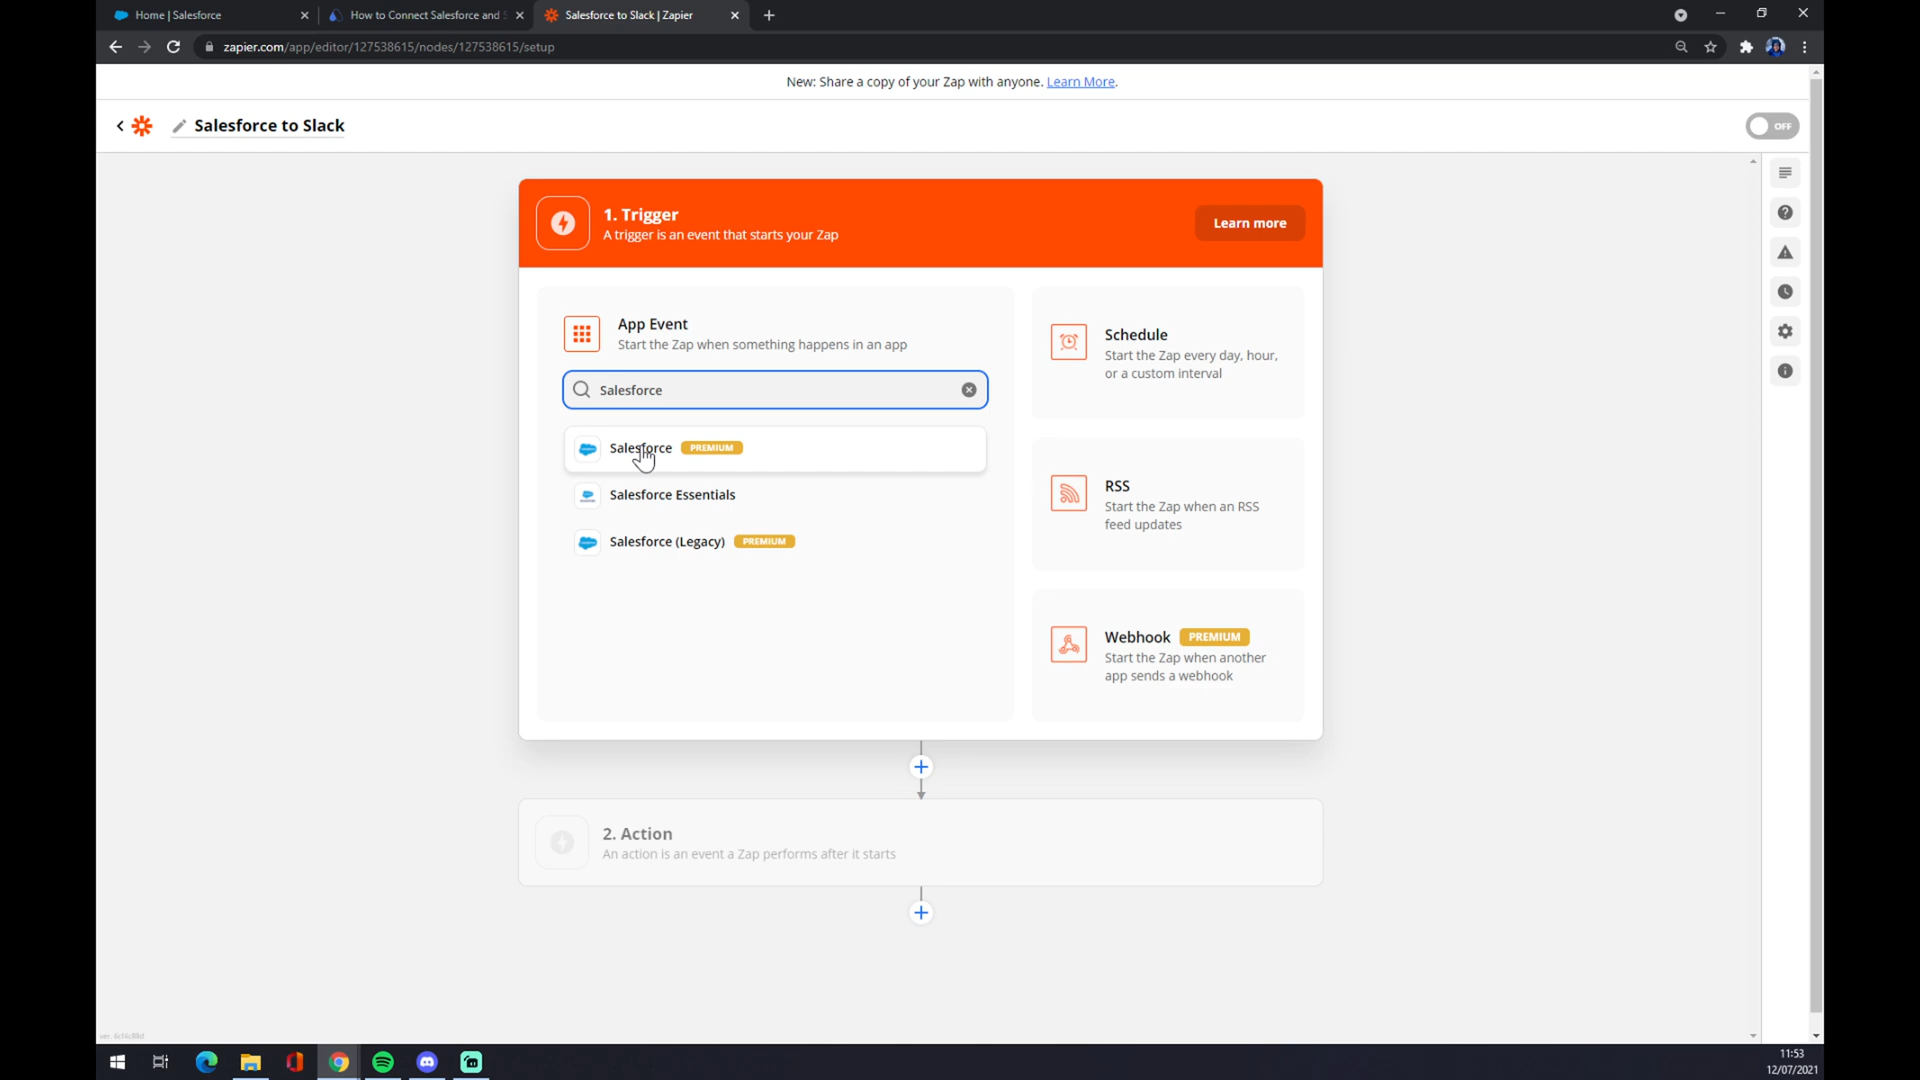 Home | Salesforce
How to Connect Salesforce and
Salesforce to Slack | Zapier
zapier.com/app/editor/127538615/nodes/127538615/setup
New: Share a copy of your Zap with anyone. Learn More.
Salesforce to Slack
OFF
1. Trigger
A trigger is an event that starts your Zap
Learn more
App Event
Start the Zap when something happens in an app
Salesforce
Salesforce PREMIUM
Salesforce Essentials
Salesforce (Legacy) PREMIUM
Schedule
Start the Zap every day, hour,
or a custom interval
RSS
Start the Zap when an RSS
feed updates
Webhook PREMIUM
Start the Zap when another
app sends a webhook
2. Action
An action is an event a Zap performs after it starts
11:53
12/07/2021